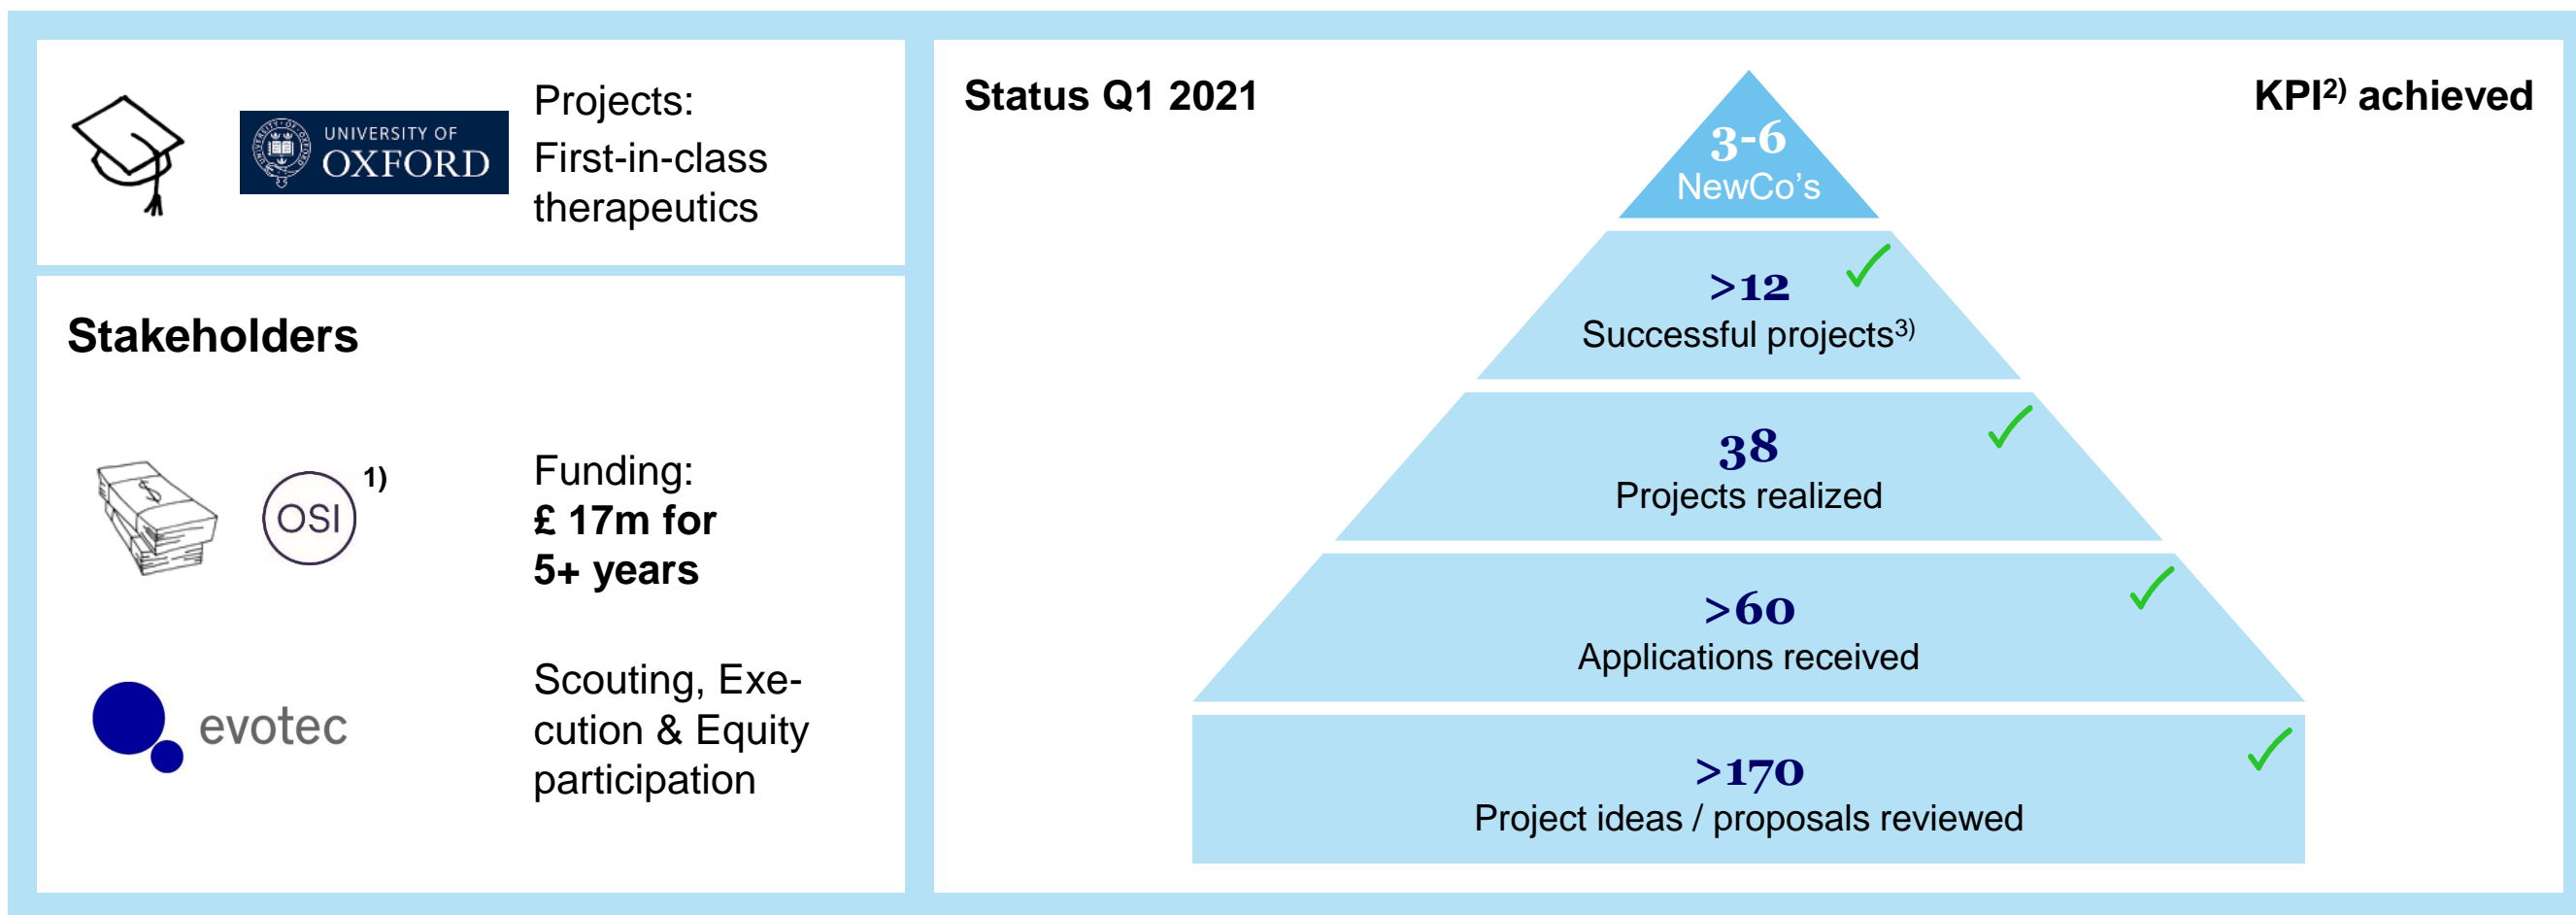 UNIVERSITY OF
OXFORD
Projects:
First-in-class
therapeutics
Stakeholders
OSI 1)
Funding:
£ 17m for
5+ years
evotec
Scouting, Exe-
cution & Equity
participation
Status Q1 2021
KPI2) achieved
3-6
NewCo’s
>12
Successful projects3)
38
Projects realized
>60
Applications received
>170
Project ideas / proposals reviewed